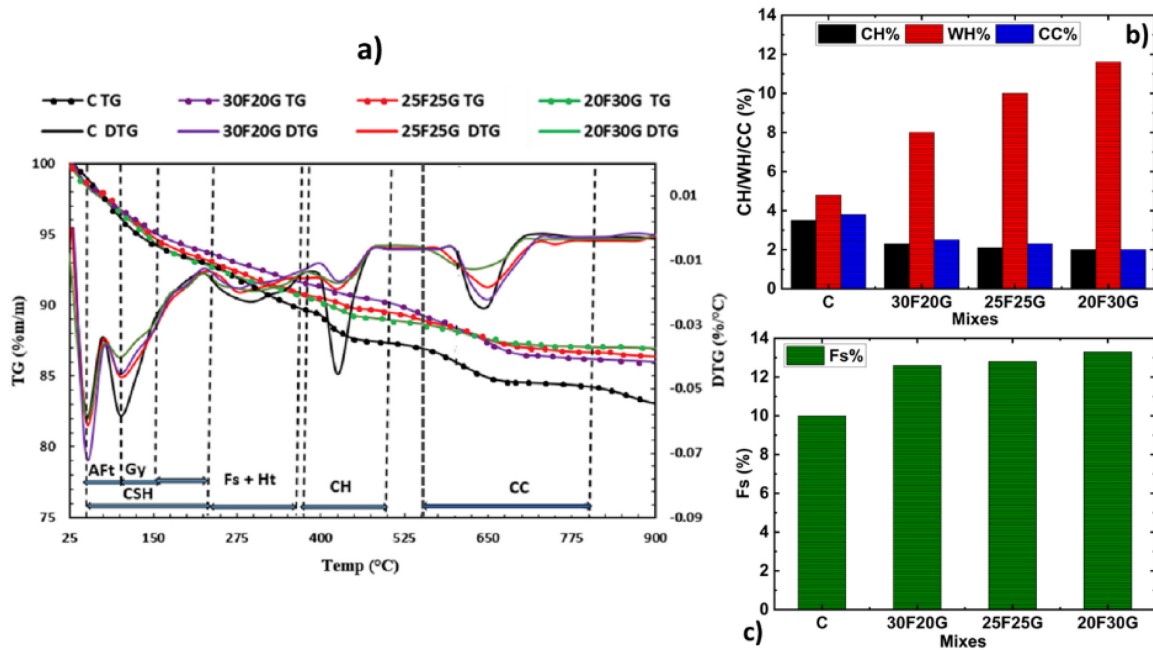 a)
C TG 30F20G TG 25F25G TG 20F30G TG
C DTG 30F20G DTG 25F25G DTG 20F30G DTG
TG (%m/m)
100
95
90
85
80
75
AFt Gy
CSH
Fs + Ht
CH
CC
25 150 275 400 525 650 775 900
Temp (°C)
0.01
-0.01
-0.03
-0.05
-0.07
-0.09
DTG (%/°C)
b)
CH% WH% CC%
CH/WH/CC (%)
14
12
10
8
6
4
2
0
C 30F20G 25F25G 20F30G
Mixes
c)
Fs%
Fs (%)
14
12
10
8
6
4
2
0
C 30F20G 25F25G 20F30G
Mixes